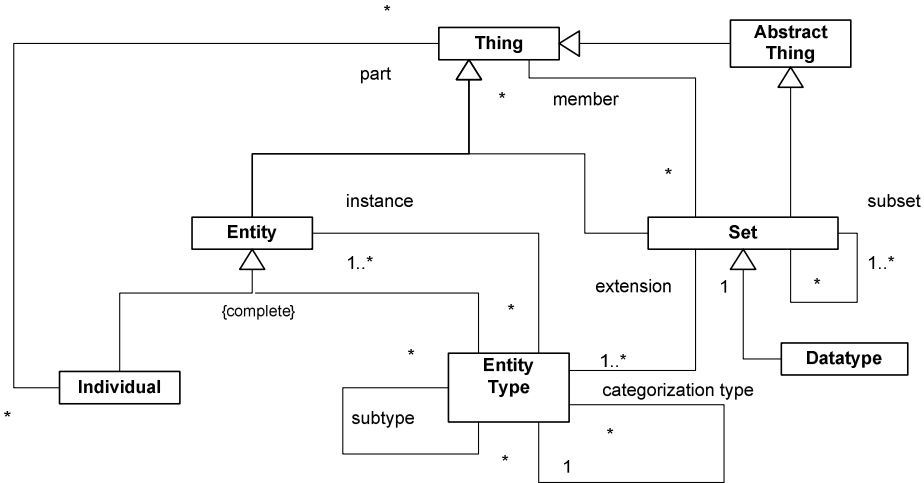 *
Thing
Abstract
Thing
part
*
member
*
instance
subset
Entity
Set
1..*
1..*
extension
1
*
{complete}
*
*
Entity
Type
1..*
Datatype
Individual
categorization type
*
subtype
*
*
1